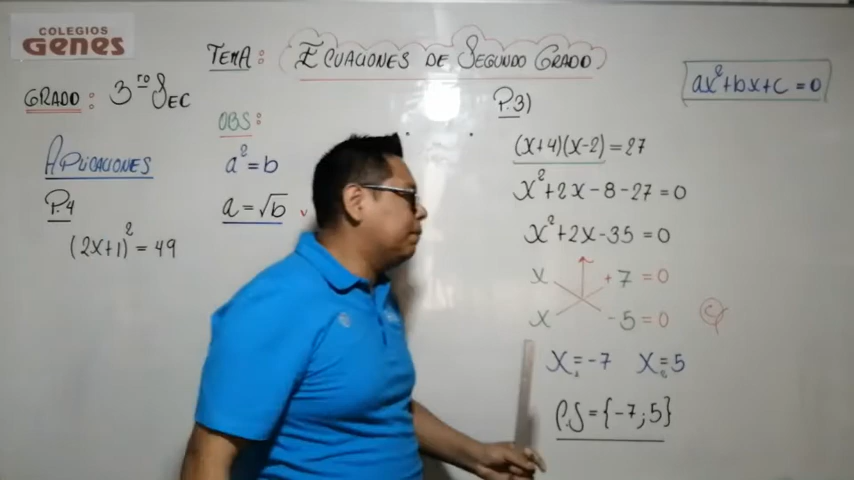 COLEGIOS
Genes
TEMA: ECUACIONES DE SEGUNDO GRADO
ax²+bx+c=0
GRADO: 3ro SEC
APLICACIONES
P.4
(2x+1)² = 49
OBS:
a² = b
a = √b v
P.3)
(x+4)(x-2) = 27
x²+2x-8-27=0
x²+2x-35=0
x +7=0
x -5=0
x₁=-7 x₂=5
P.S={-7;5}